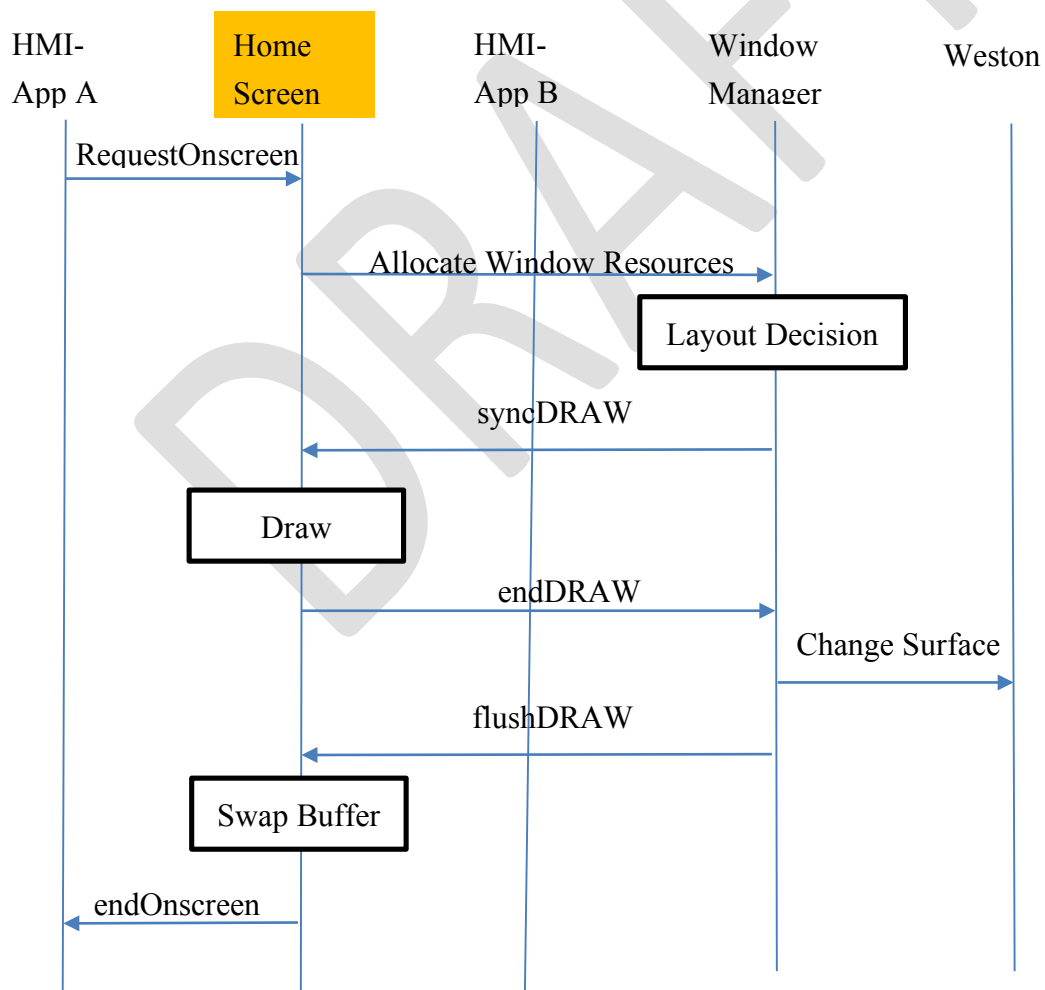 HMI-
App A
Home
Screen
HMI-
App B
Window
Manager
Weston
RequestOnscreen
Allocate Window Resources
Layout Decision
syncDRAW
Draw
endDRAW
Change Surface
flushDRAW
Swap Buffer
endOnscreen
DRAFT